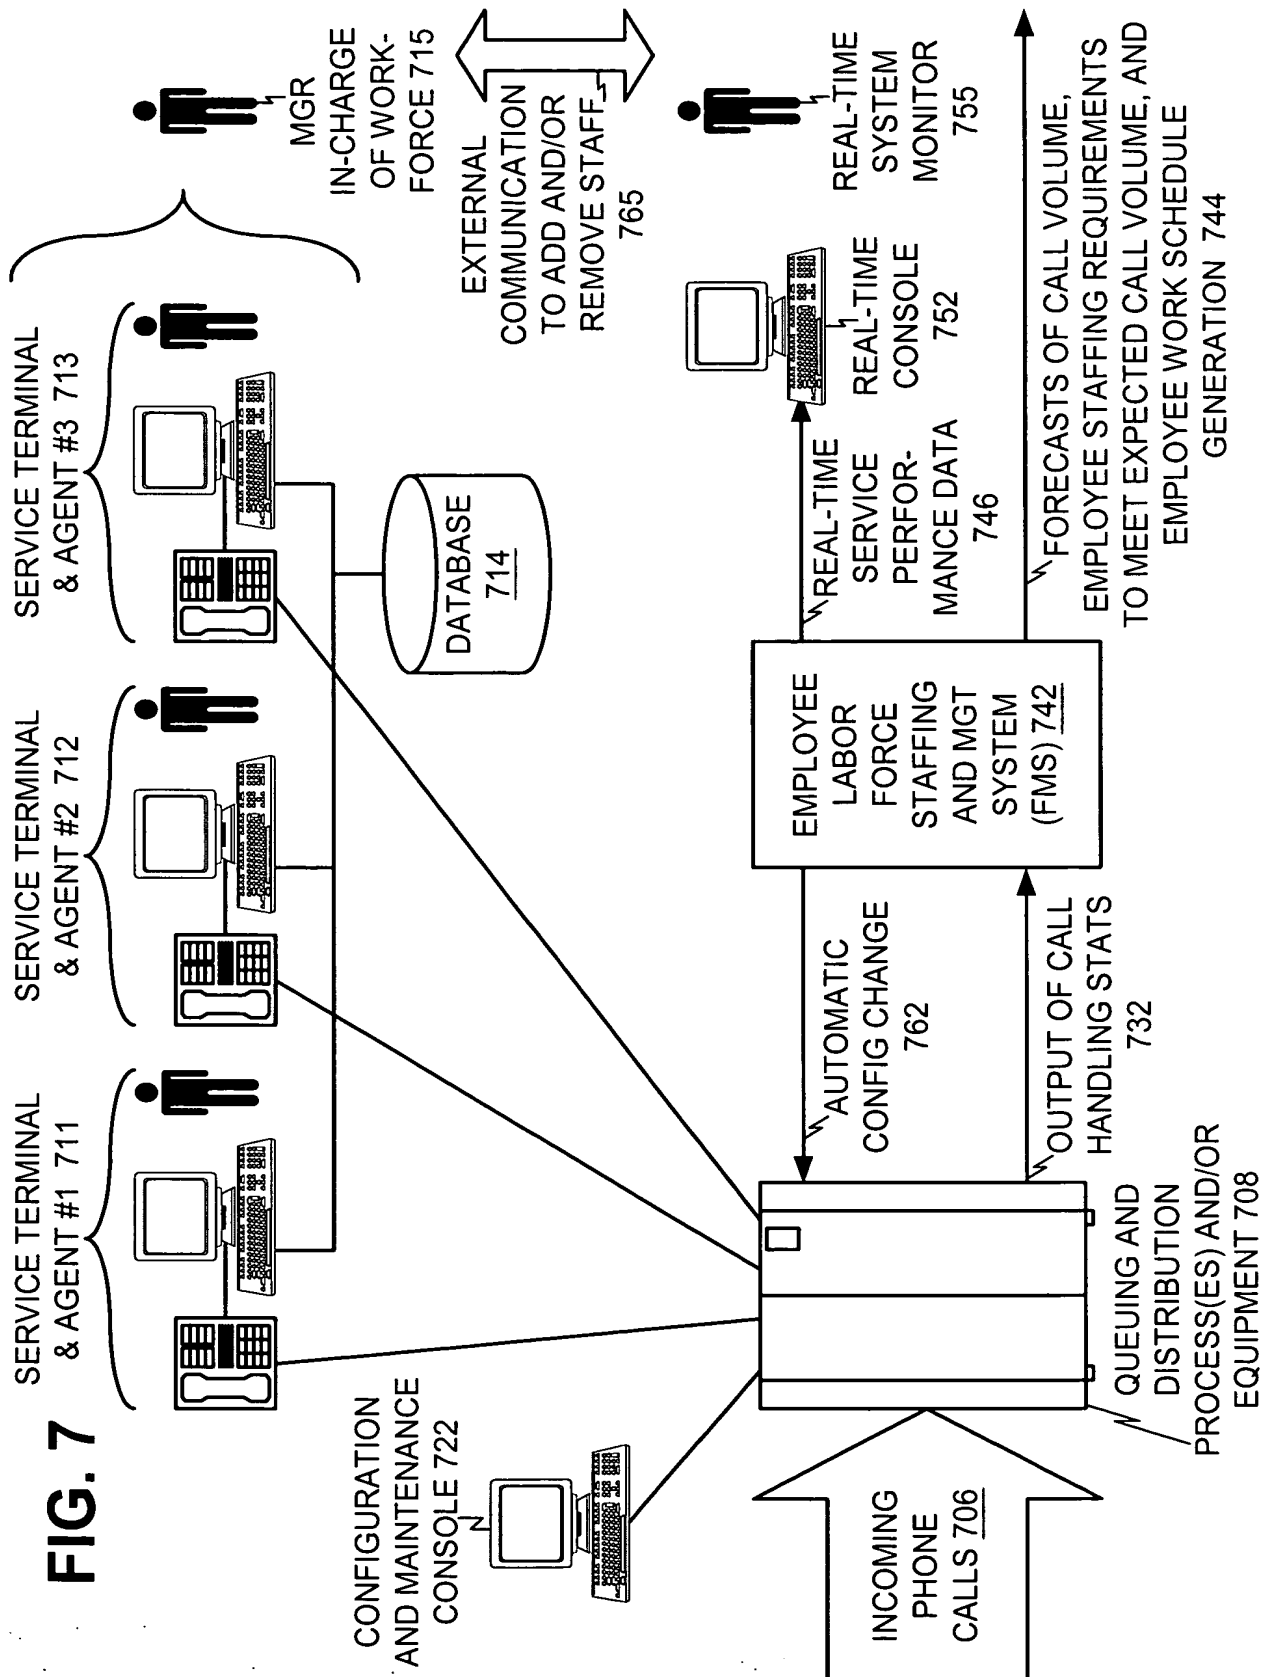 FIG. 7
SERVICE TERMINAL
& AGENT #1 711
SERVICE TERMINAL
& AGENT #2 712
SERVICE TERMINAL
& AGENT #3 713
MGR
IN-CHARGE
OF WORK-
FORCE 715
CONFIGURATION
AND MAINTENANCE
CONSOLE 722
DATABASE
714
EXTERNAL
COMMUNICATION
TO ADD AND/OR
REMOVE STAFF
765
INCOMING
PHONE
CALLS 706
QUEUING AND
DISTRIBUTION
PROCESS(ES) AND/OR
EQUIPMENT 708
AUTOMATIC
CONFIG CHANGE
762
OUTPUT OF CALL
HANDLING STATS
732
EMPLOYEE
LABOR
FORCE
STAFFING
AND MGT
SYSTEM
(FMS) 742
REAL-TIME
SERVICE
PERFOR-
MANCE DATA
746
REAL-TIME
CONSOLE
752
REAL-TIME
SYSTEM
MONITOR
755
FORECASTS OF CALL VOLUME,
EMPLOYEE STAFFING REQUIREMENTS
TO MEET EXPECTED CALL VOLUME, AND
EMPLOYEE WORK SCHEDULE
GENERATION 744